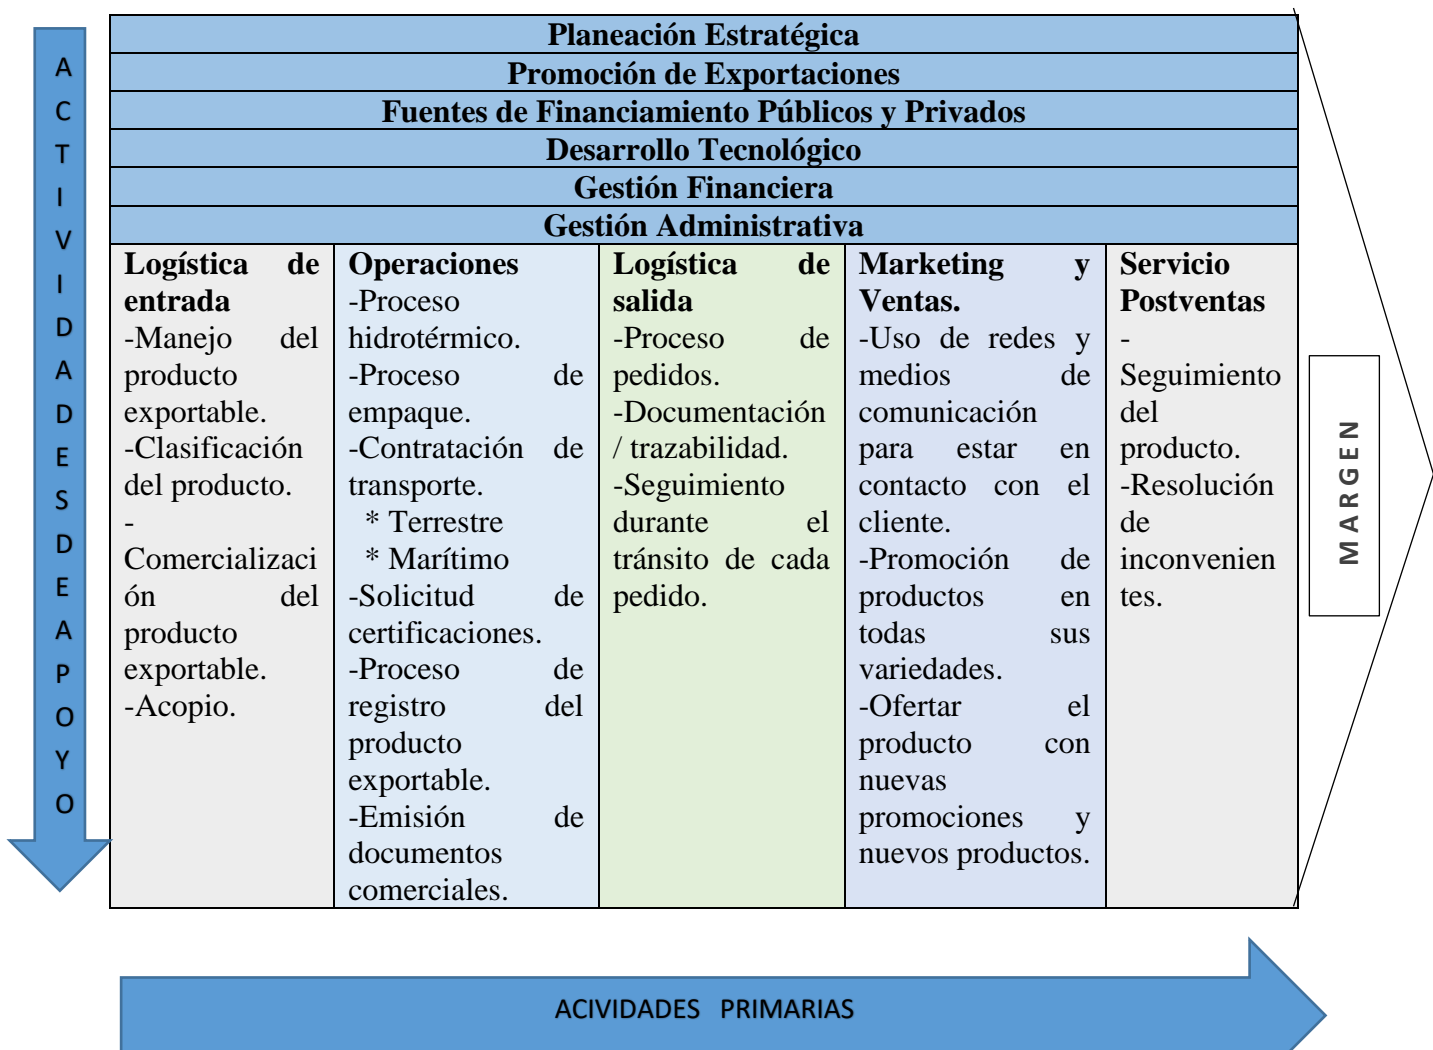 ACTIVIDADES DE APOYO
Planeación Estratégica
Promoción de Exportaciones
Fuentes de Financiamiento Públicos y Privados
Desarrollo Tecnológico
Gestión Financiera
Gestión Administrativa
Logística de
entrada
-Manejo del
producto
exportable.
-Clasificación
del producto.
-
Comercializaci
ón del
producto
exportable.
-Acopio.
Operaciones
-Proceso
hidrotérmico.
-Proceso de
empaque.
-Contratación de
transporte.
* Terrestre
* Marítimo
-Solicitud de
certificaciones.
-Proceso de
registro del
producto
exportable.
-Emisión de
documentos
comerciales.
Logística de
salida
-Proceso de
pedidos.
-Documentación
/ trazabilidad.
-Seguimiento
durante el
tránsito de cada
pedido.
Marketing y
Ventas.
-Uso de redes y
medios de
comunicación
para estar en
contacto con el
cliente.
-Promoción de
productos en
todas sus
variedades.
-Ofertar el
producto con
nuevas
promociones y
nuevos productos.
Servicio
Postventas
-
Seguimiento
del
producto.
-Resolución
de
inconvenien
tes.
MARGEN
ACIVIDADES PRIMARIAS